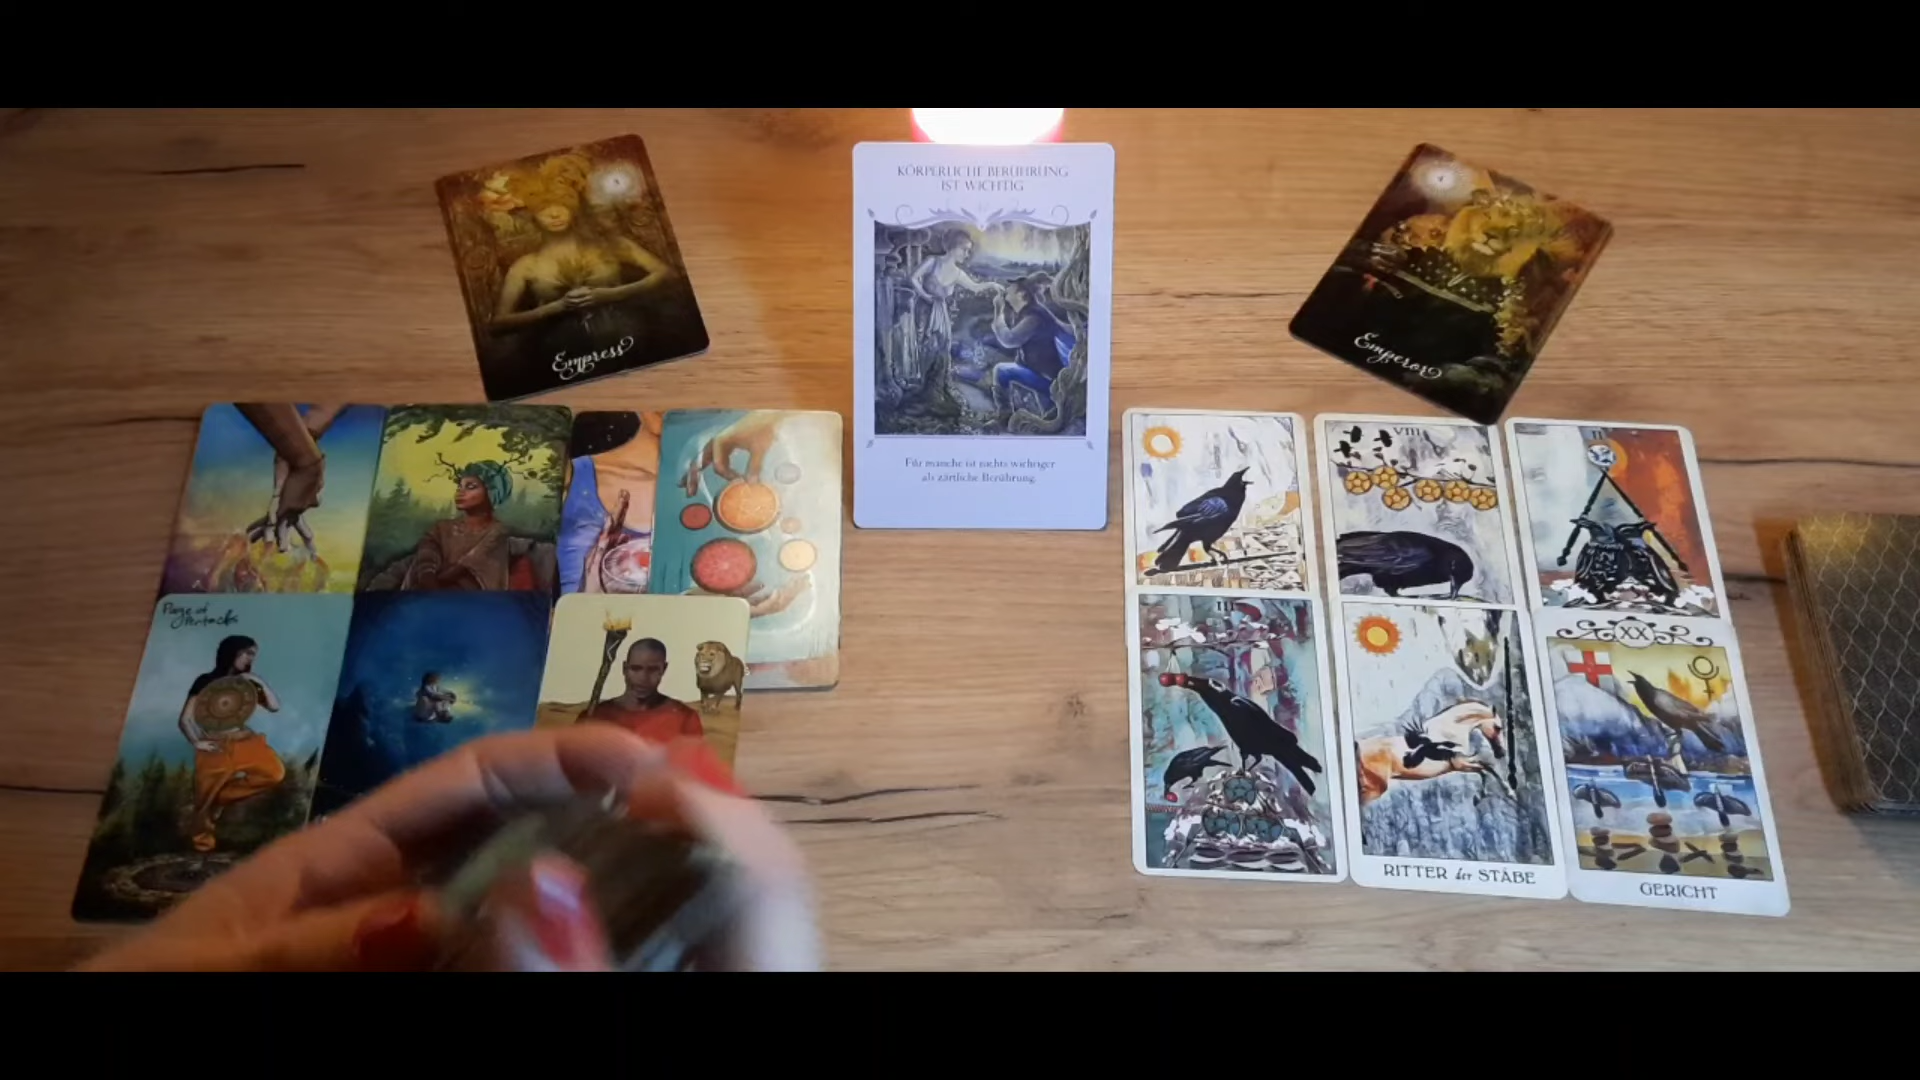 KÖRPERLICHE BERÜHRUNG
IST WICHTIG
Empress
Emperor
Für manche ist nichts wichtiger
als zärtliche Berührung.
VIII
II
Page of
Pentacles
III
XX
RITTER der STÄBE
GERICHT